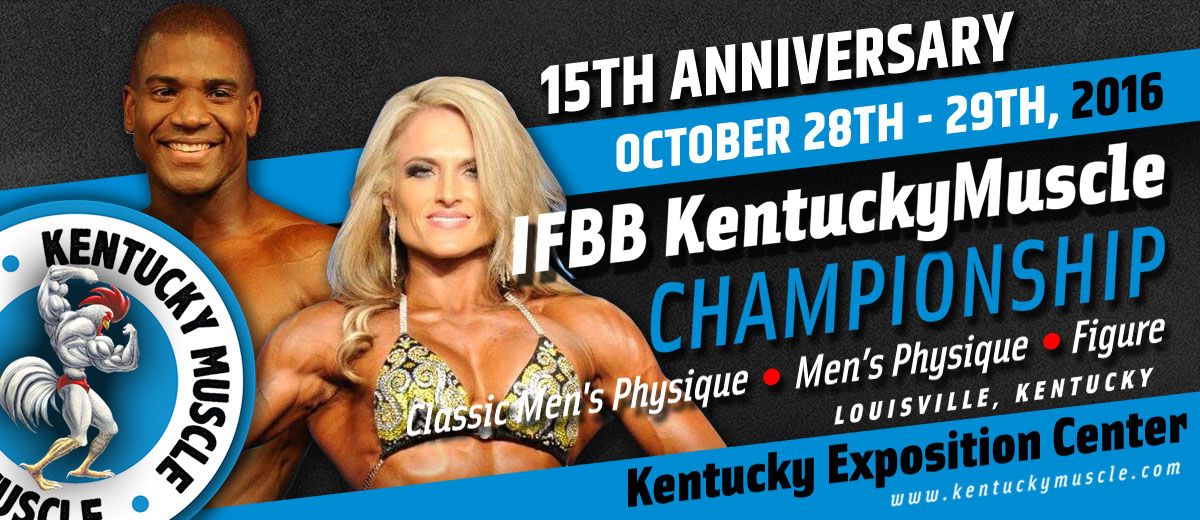 15TH ANNIVERSARY
OCTOBER 28TH - 29TH, 2016
IFBB KentuckyMuscle
CHAMPIONSHIP
Classic Men's Physique • Men's Physique • Figure
LOUISVILLE, KENTUCKY
Kentucky Exposition Center
www.kentuckymuscle.com
• KENTUCKY MUSCLE •
MUSCLE